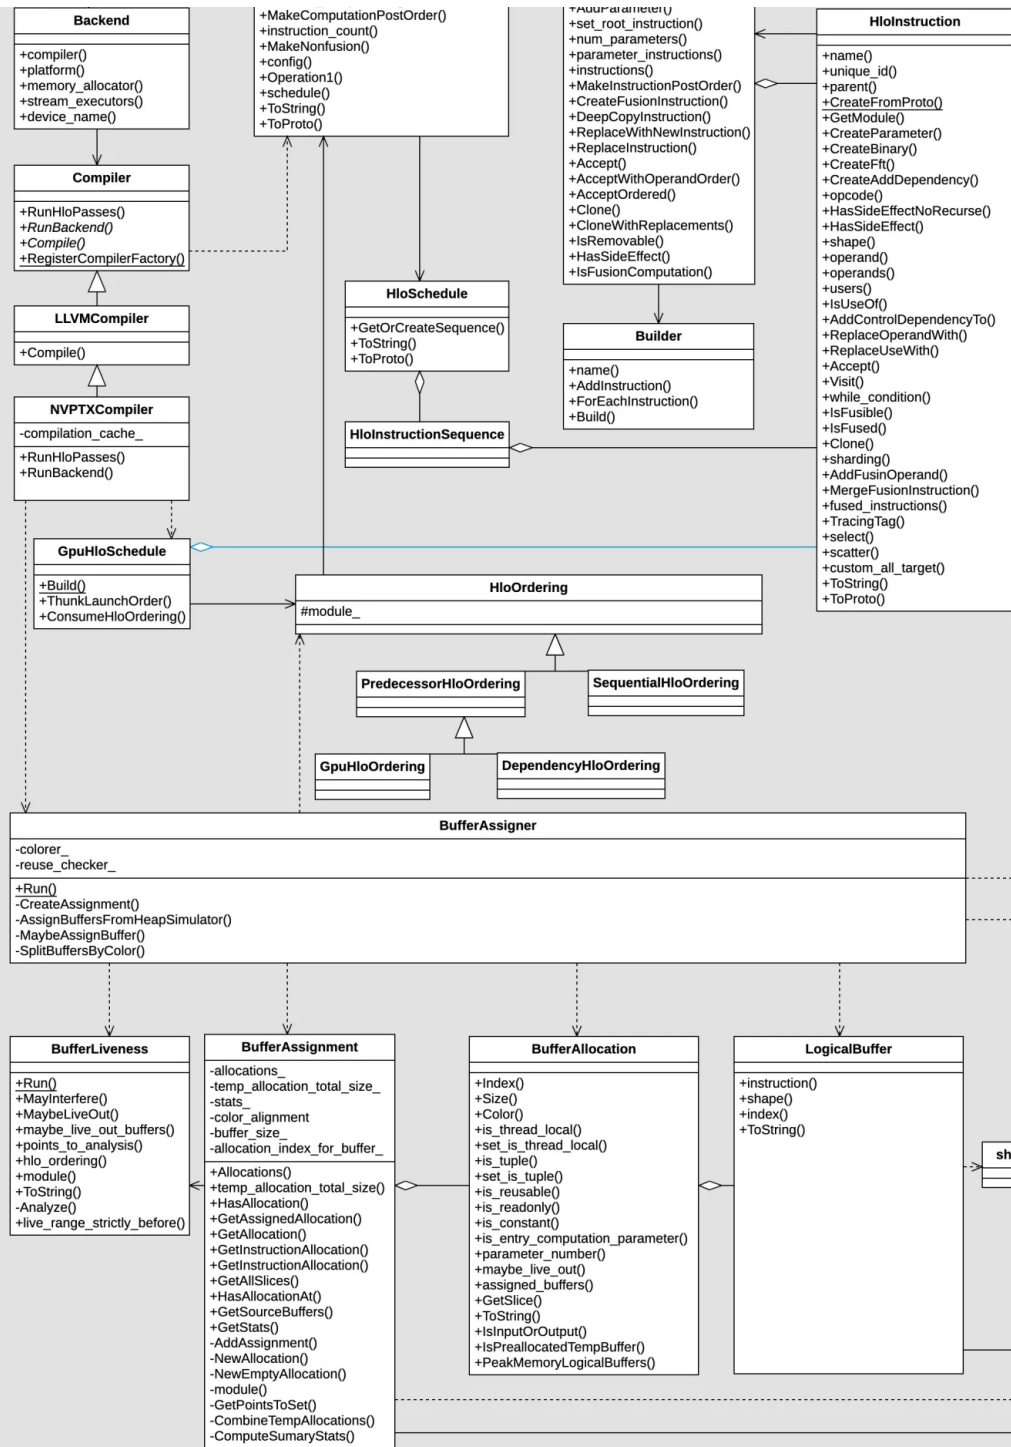 Backend
+compiler()
+platform()
+memory_allocator()
+stream_executors()
+device_name()
Compiler
+RunHloPasses()
+RunBackend()
+Compile()
+RegisterCompilerFactory()
LLVMCompiler
+Compile()
NVPTXCompiler
-compilation_cache_
+RunHloPasses()
+RunBackend()
GpuHloSchedule
+Build()
+ThunkLaunchOrder()
+ConsumeHloOrdering()
+MakeComputationPostOrder()
+instruction_count()
+MakeNonfusion()
+config()
+Operation1()
+schedule()
+ToString()
+ToProto()
HloSchedule
+GetOrCreateSequence()
+ToString()
+ToProto()
HloInstructionSequence
+AddParameter()
+set_root_instruction()
+num_parameters()
+parameter_instructions()
+instructions()
+MakeInstructionPostOrder()
+CreateFusionInstruction()
+DeepCopyInstruction()
+ReplaceWithNewInstruction()
+ReplaceInstruction()
+Accept()
+AcceptWithOperandOrder()
+AcceptOrdered()
+Clone()
+CloneWithReplacements()
+IsRemovable()
+HasSideEffect()
+IsFusionComputation()
Builder
+name()
+AddInstruction()
+ForEachInstruction()
+Build()
HloInstruction
+name()
+unique_id()
+parent()
+CreateFromProto()
+GetModule()
+CreateParameter()
+CreateBinary()
+CreateFft()
+CreateAddDependency()
+opcode()
+HasSideEffectNoRecurse()
+HasSideEffect()
+shape()
+operand()
+operands()
+users()
+IsUseOf()
+AddControlDependencyTo()
+ReplaceOperandWith()
+ReplaceUseWith()
+Accept()
+Visit()
+while_condition()
+IsFusible()
+IsFused()
+Clone()
+sharding()
+AddFusinOperand()
+MergeFusionInstruction()
+fused_instructions()
+TracingTag()
+select()
+scatter()
+custom_all_target()
+ToString()
+ToProto()
HloOrdering
#module_
PredecessorHloOrdering
SequentialHloOrdering
GpuHloOrdering
DependencyHloOrdering
BufferAssigner
-colorer_
-reuse_checker_
+Run()
-CreateAssignment()
-AssignBuffersFromHeapSimulator()
-MaybeAssignBuffer()
-SplitBuffersByColor()
BufferLiveness
+Run()
+MayInterfere()
+MaybeLiveOut()
+maybe_live_out_buffers()
+points_to_analysis()
+hlo_ordering()
+module()
+ToString()
-Analyze()
+live_range_strictly_before()
BufferAssignment
-allocations_
-temp_allocation_total_size_
-stats_
-color_alignment
-buffer_size_
-allocation_index_for_buffer_
+Allocations()
+temp_allocation_total_size()
+HasAllocation()
+GetAssignedAllocation()
+GetAllocation()
+GetInstructionAllocation()
+GetInstructionAllocation()
+GetAllSlices()
+HasAllocationAt()
+GetSourceBuffers()
+GetStats()
-AddAssignment()
-NewAllocation()
-NewEmptyAllocation()
-module()
-GetPointsToSet()
-CombineTempAllocations()
-ComputeSumaryStats()
BufferAllocation
+Index()
+Size()
+Color()
+is_thread_local()
+set_is_thread_local()
+is_tuple()
+set_is_tuple()
+is_reusable()
+is_readonly()
+is_constant()
+is_entry_computation_parameter()
+parameter_number()
+maybe_live_out()
+assigned_buffers()
+GetSlice()
+ToString()
+IsInputOrOutput()
+IsPreallocatedTempBuffer()
+PeakMemoryLogicalBuffers()
LogicalBuffer
+instruction()
+shape()
+index()
+ToString()
sh